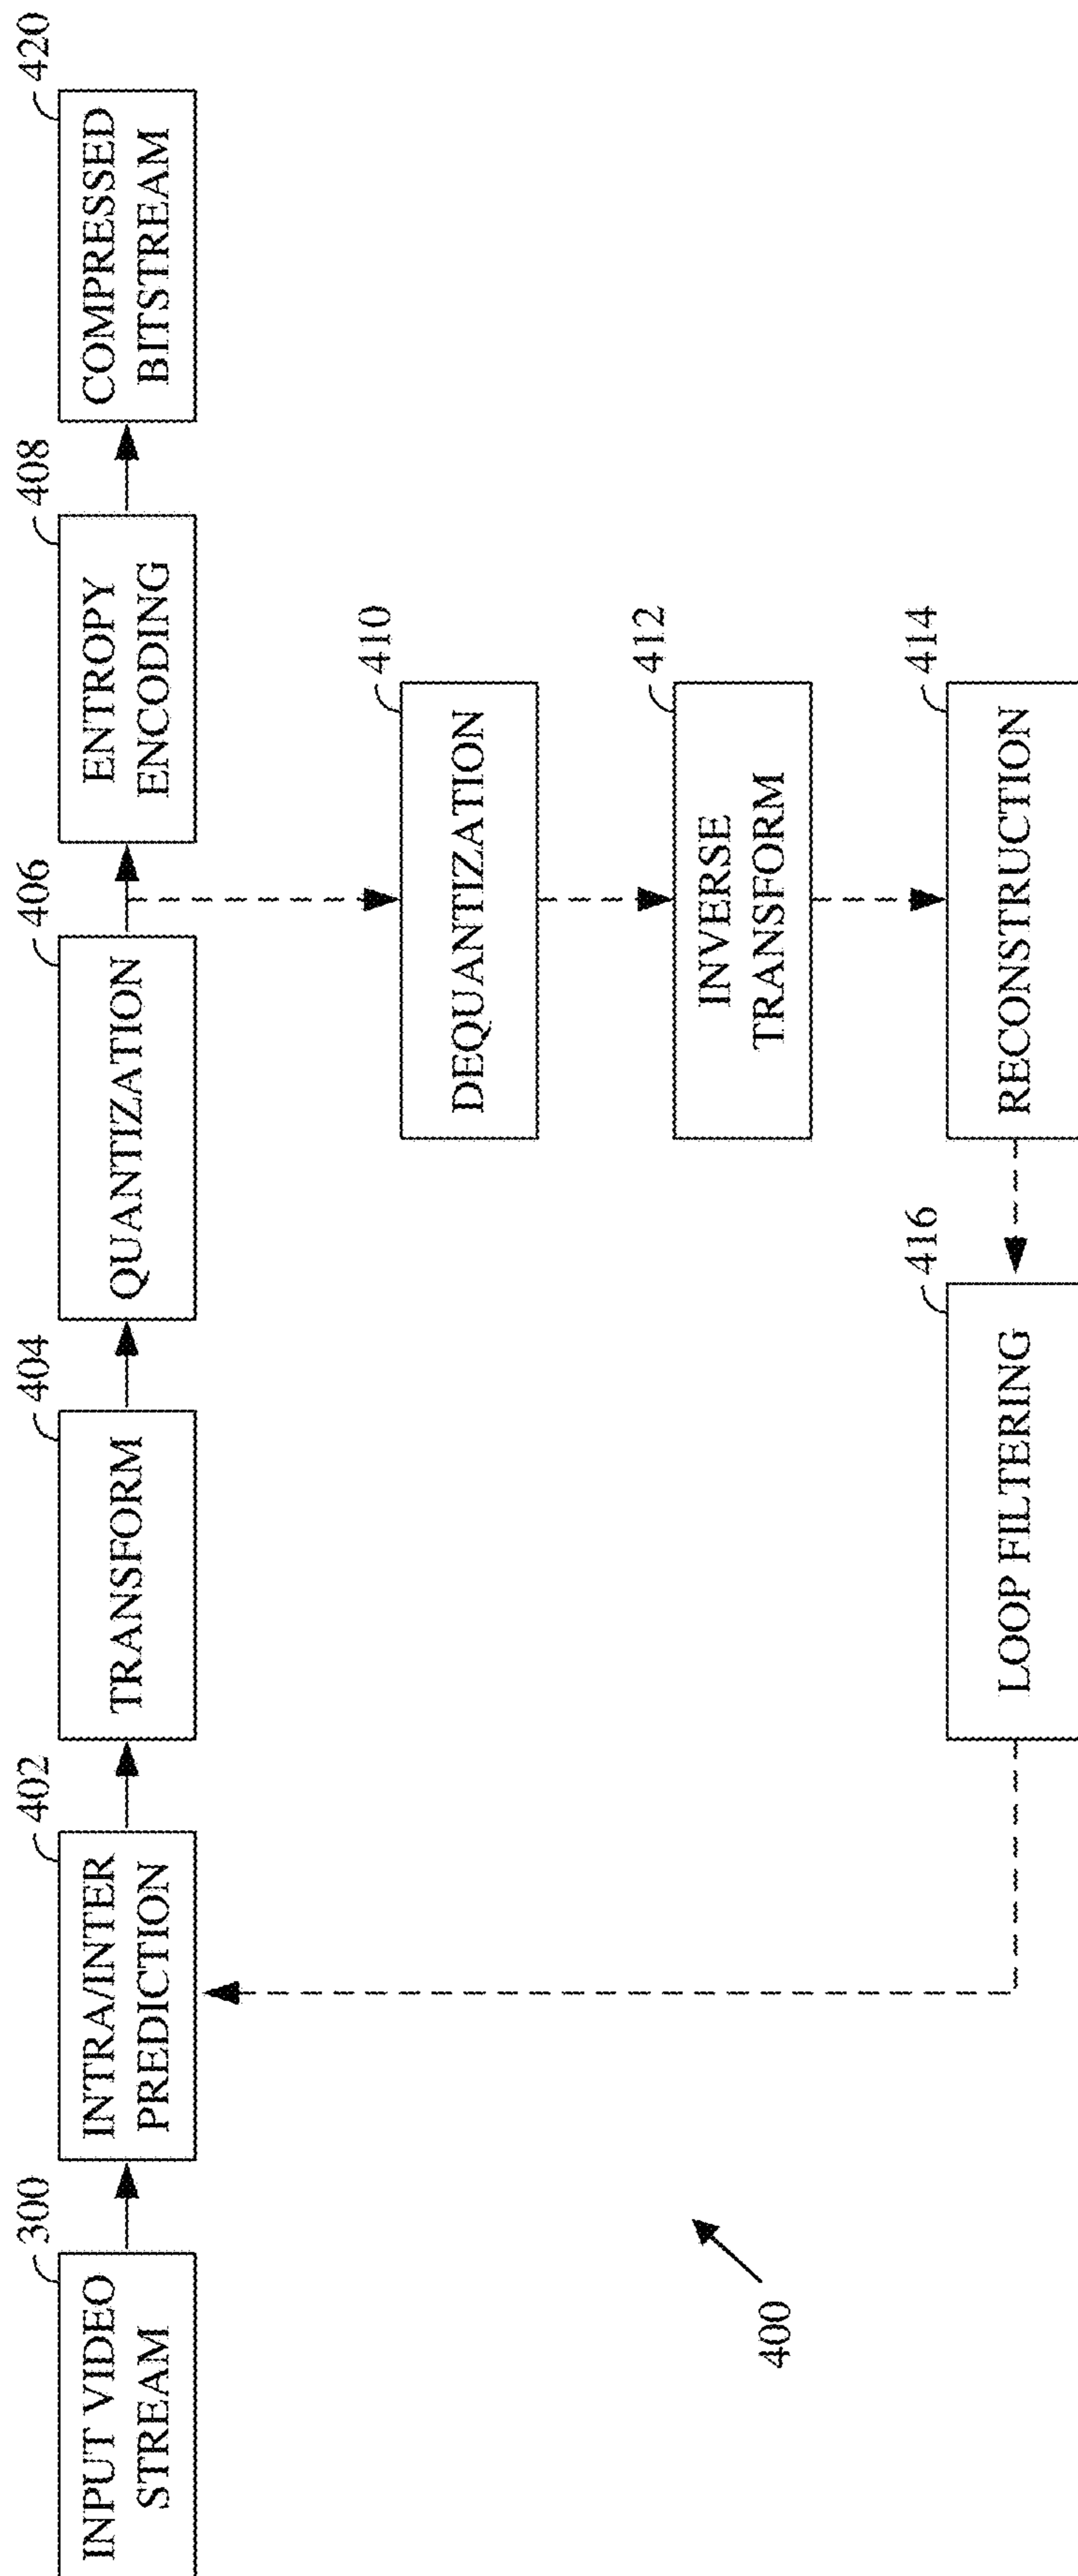 300
INPUT VIDEO
STREAM
402
INTRA/INTER
PREDICTION
404
TRANSFORM
406
QUANTIZATION
408
ENTROPY
ENCODING
420
COMPRESSED
BITSTREAM
410
DEQUANTIZATION
412
INVERSE
TRANSFORM
414
RECONSTRUCTION
416
LOOP FILTERING
400